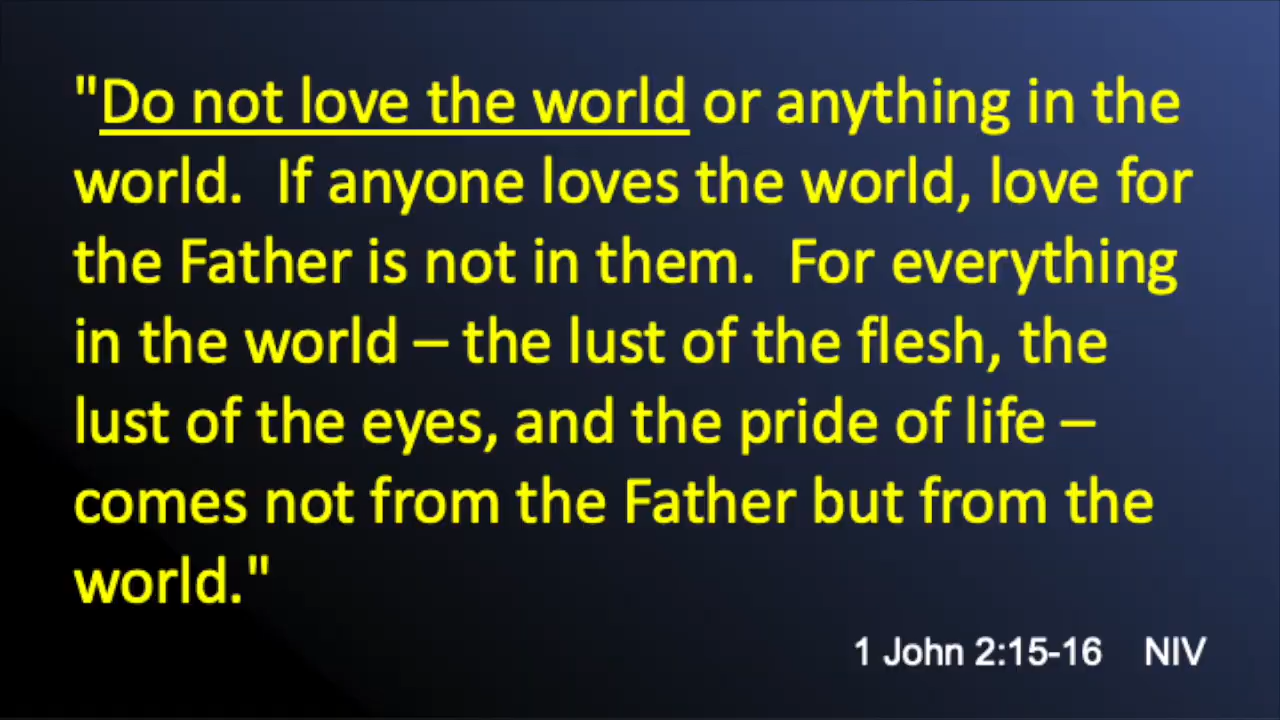 "Do not love the world or anything in the
world.  If anyone loves the world, love for
the Father is not in them.  For everything
in the world – the lust of the flesh, the
lust of the eyes, and the pride of life –
comes not from the Father but from the
world."
1 John 2:15-16    NIV